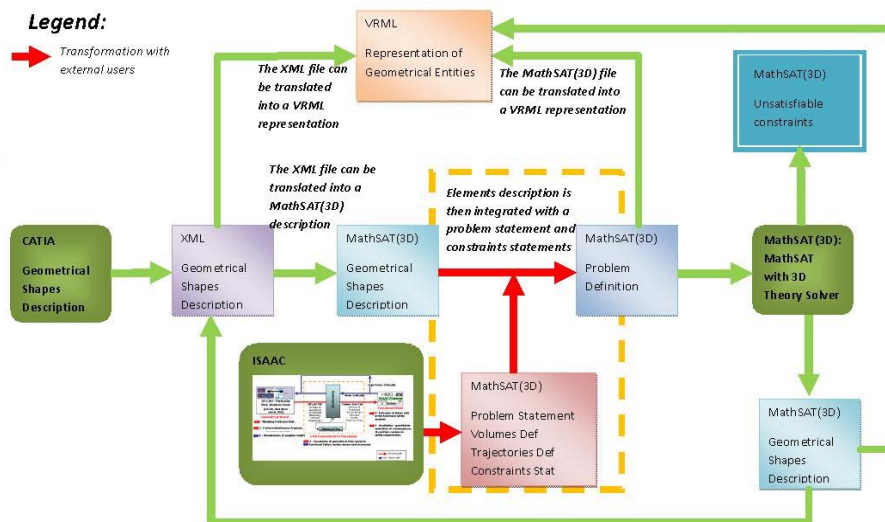 Legend:
Transformation with
external users
VRML
Representation of
Geometrical Entities
The XML file can
be translated
into a VRML
representation
The MathSAT(3D) file
can be translated into
a VRML representation
MathSAT(3D)
Unsatisfiable
constraints
The XML file can be
translated into a
MathSAT(3D)
description
Elements description is
then integrated with a
problem statement and
constraints statements
CATIA
Geometrical
Shapes
Description
XML
Geometrical
Shapes
Description
MathSAT(3D)
Geometrical
Shapes
Description
MathSAT(3D)
Problem
Definition
MathSAT(3D):
MathSAT
with 3D
Theory Solver
ISAAC
MathSAT(3D)
Problem Statement
Volumes Def
Trajectories Def
Constraints Stat
MathSAT(3D)
Geometrical
Shapes
Description